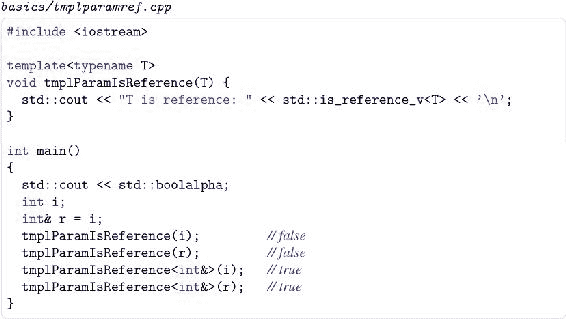 basics/tmplparamref.cpp
#include <iostream>
template<typename T>
void tmplParamIsReference(T) {
std::cout << "T is reference: " << std::is_reference_v<T> << '\n';
}
int main()
{
std::cout << std::boolalpha;
int i;
int& r = i;
tmplParamIsReference(i); //false
tmplParamIsReference(r); //false
tmplParamIsReference<int&>(i); //true
tmplParamIsReference<int&>(r); //true
}